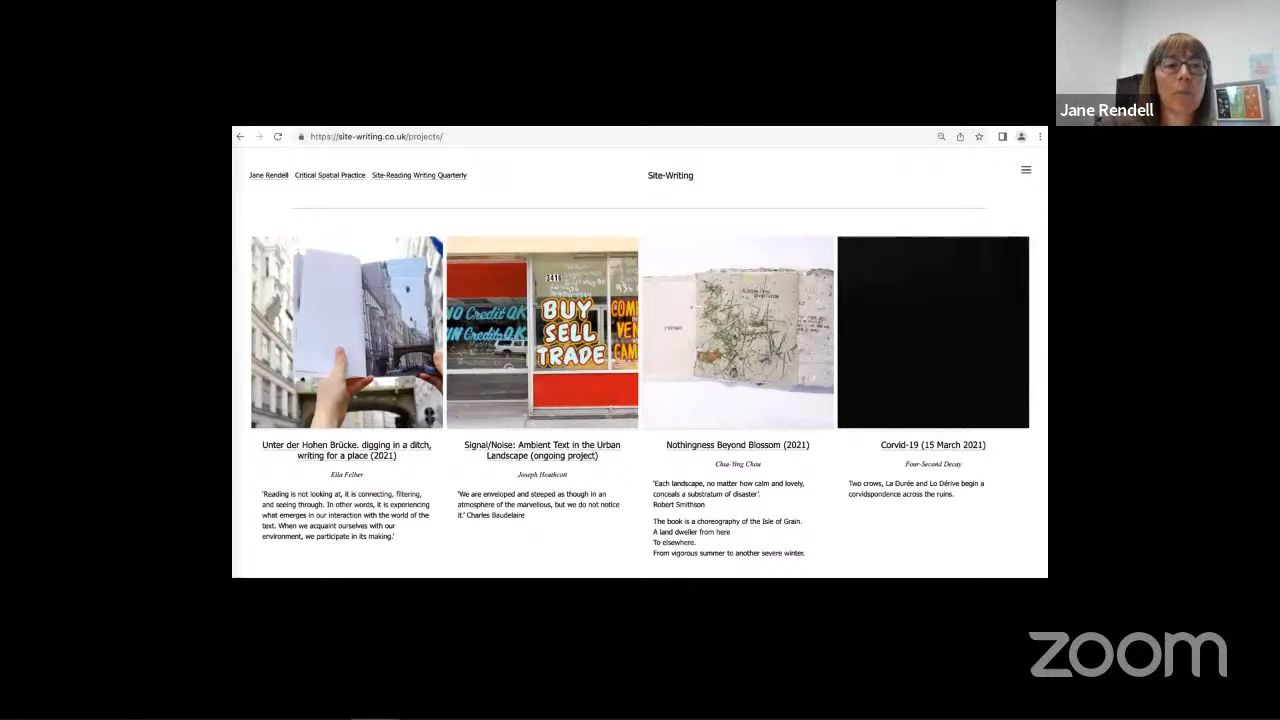 Jane Rendell
https://site-writing.co.uk/projects/
Jane Rendell Critical Spatial Practice Site-Reading Writing Quarterly
Site-Writing
NO Credit OK
BUY
SELL
TRADE
Unter der Hohen Brücke. digging in a ditch,
writing for a place (2021)
Ella Felber
'Reading is not looking at, it is connecting, filtering,
and seeing through. In other words, it is experiencing
what emerges in our interaction with the world of the
text. When we acquaint ourselves with our
environment, we participate in its making.'
Signal/Noise: Ambient Text in the Urban
Landscape (ongoing project)
Joseph Heathcott
'We are enveloped and steeped as though in an
atmosphere of the marvellous, but we do not notice
it.' Charles Baudelaire
Nothingness Beyond Blossom (2021)
Chia-Ying Chou
'Each landscape, no matter how calm and lovely,
conceals a substratum of disaster'.
Robert Smithson
The book is a choreography of the Isle of Grain.
A land dweller from here
To elsewhere.
From vigorous summer to another severe winter.
Corvid-19 (15 March 2021)
Four-Second Decay
Two crows, La Durée and Lo Dérive begin a
corvidspondence across the ruins.
zoom